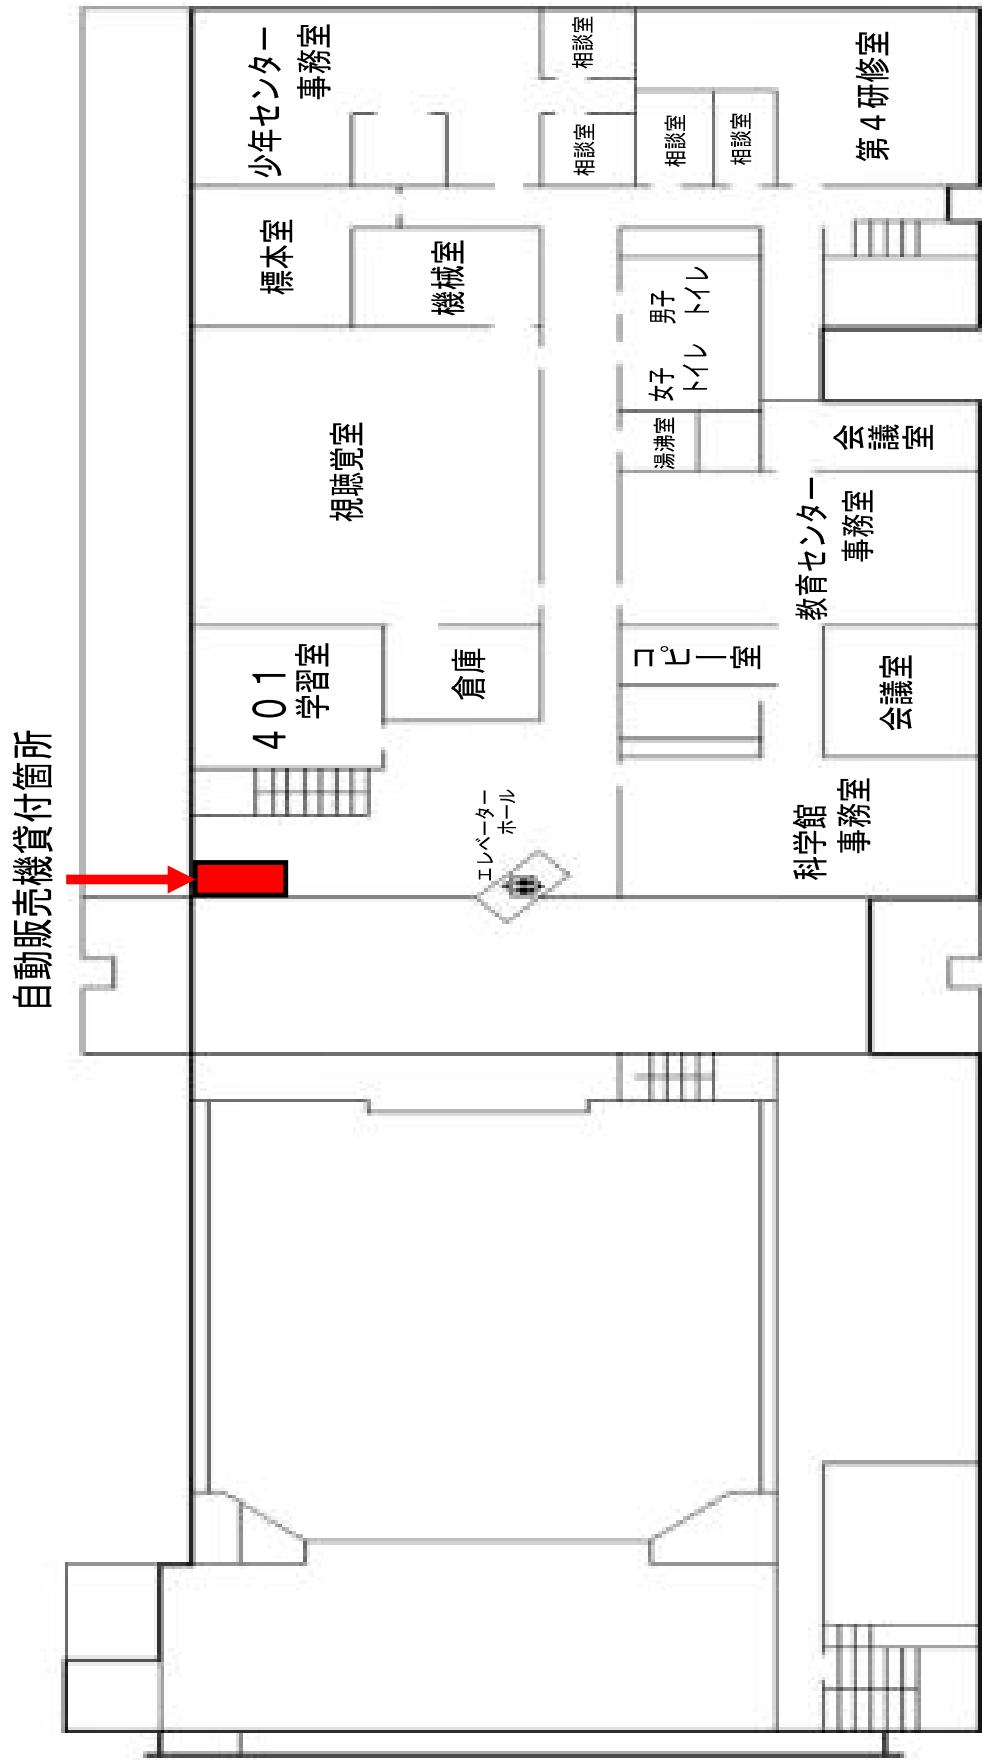 自動販売機貸付箇所
少年センター
事務室
相談室
相談室
相談室
相談室
第４研修室
標本室
機械室
男子
トイレ
女子
トイレ
湯沸室
会議室
視聴覚室
教育センター
事務室
４０１
学習室
倉庫
コピー室
会議室
エレベーター
ホール
科学館
事務室